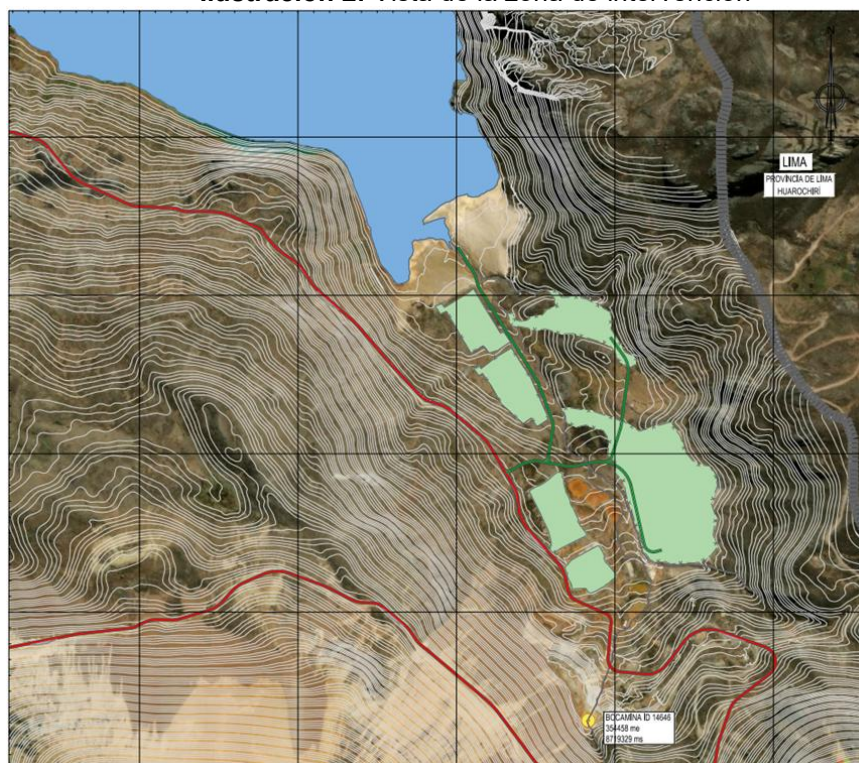 Ilustración 2. Vista de la zona de intervención
N
LIMA
PROVINCIA DE LIMA
HUAROCHIRÍ
BOCAMINA ID 14646
354458 me
8719329 ms